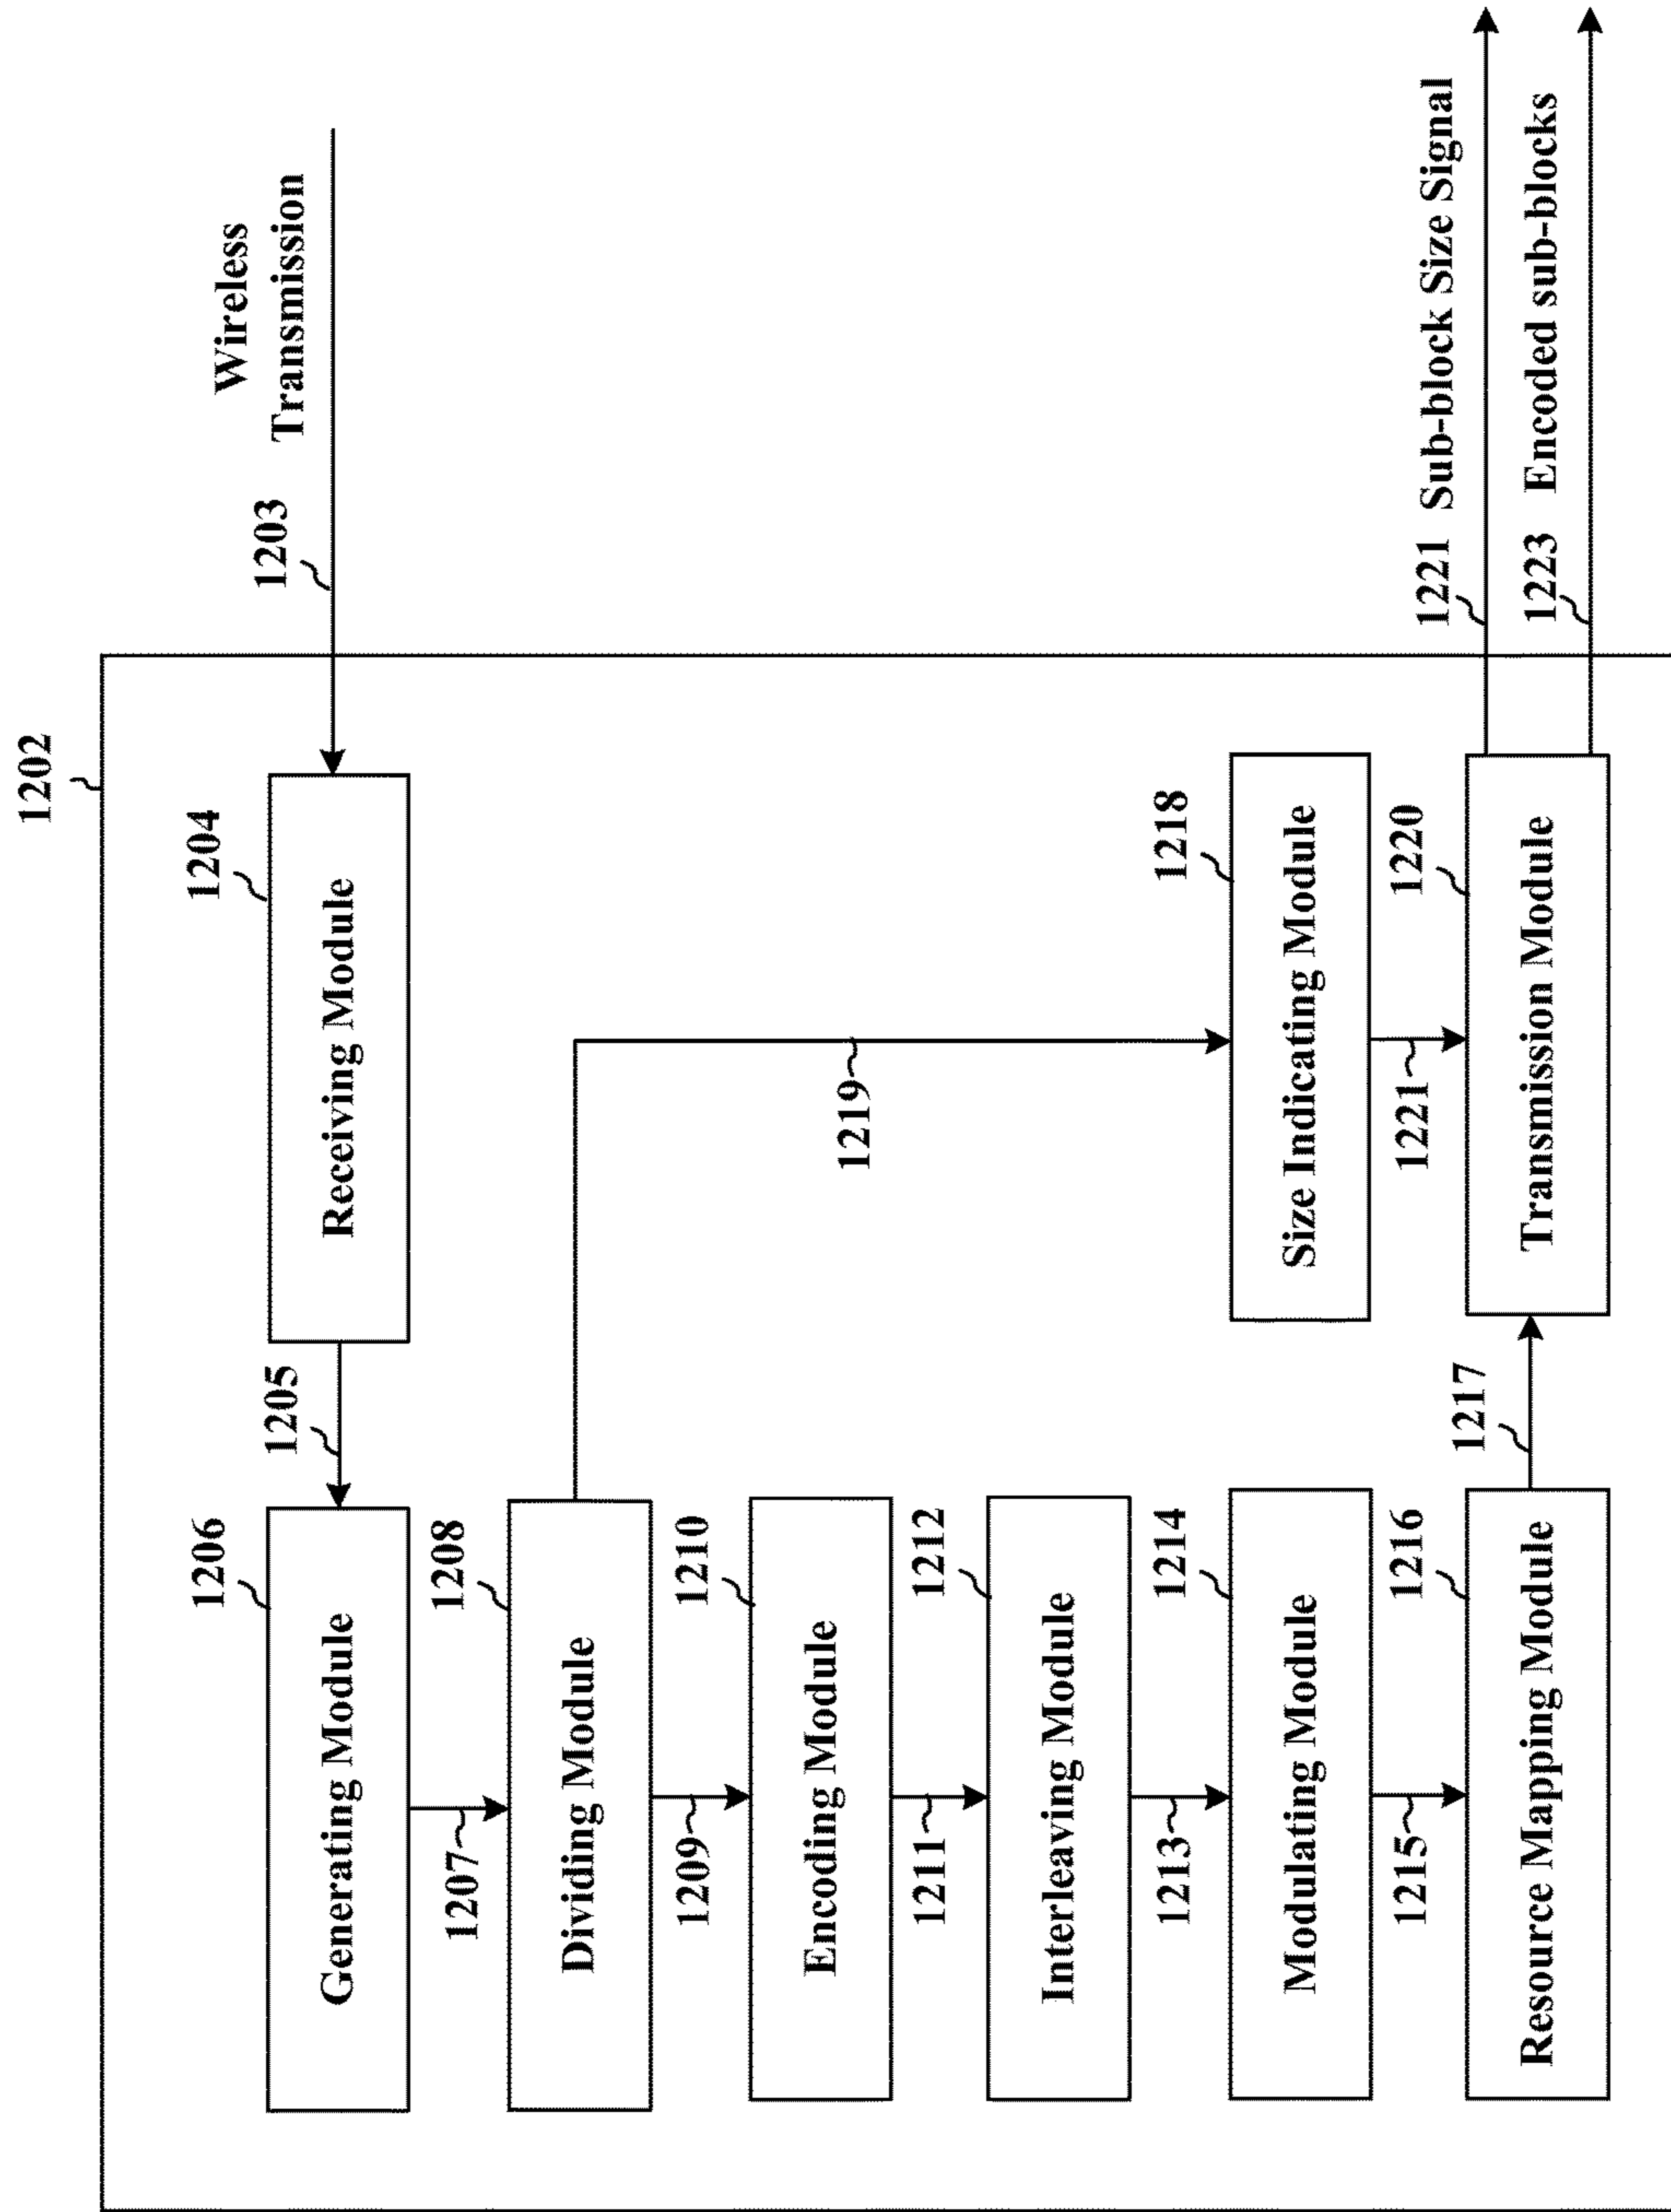 1202
Wireless
Transmission
1203
1204
Receiving Module
1205
1206
Generating Module
1207
1208
Dividing Module
1209
1210
Encoding Module
1211
1212
Interleaving Module
1213
1214
Modulating Module
1215
1216
Resource Mapping Module
1217
1219
1218
Size Indicating Module
1221
1220
Transmission Module
1221
Sub-block Size Signal
1223
Encoded sub-blocks